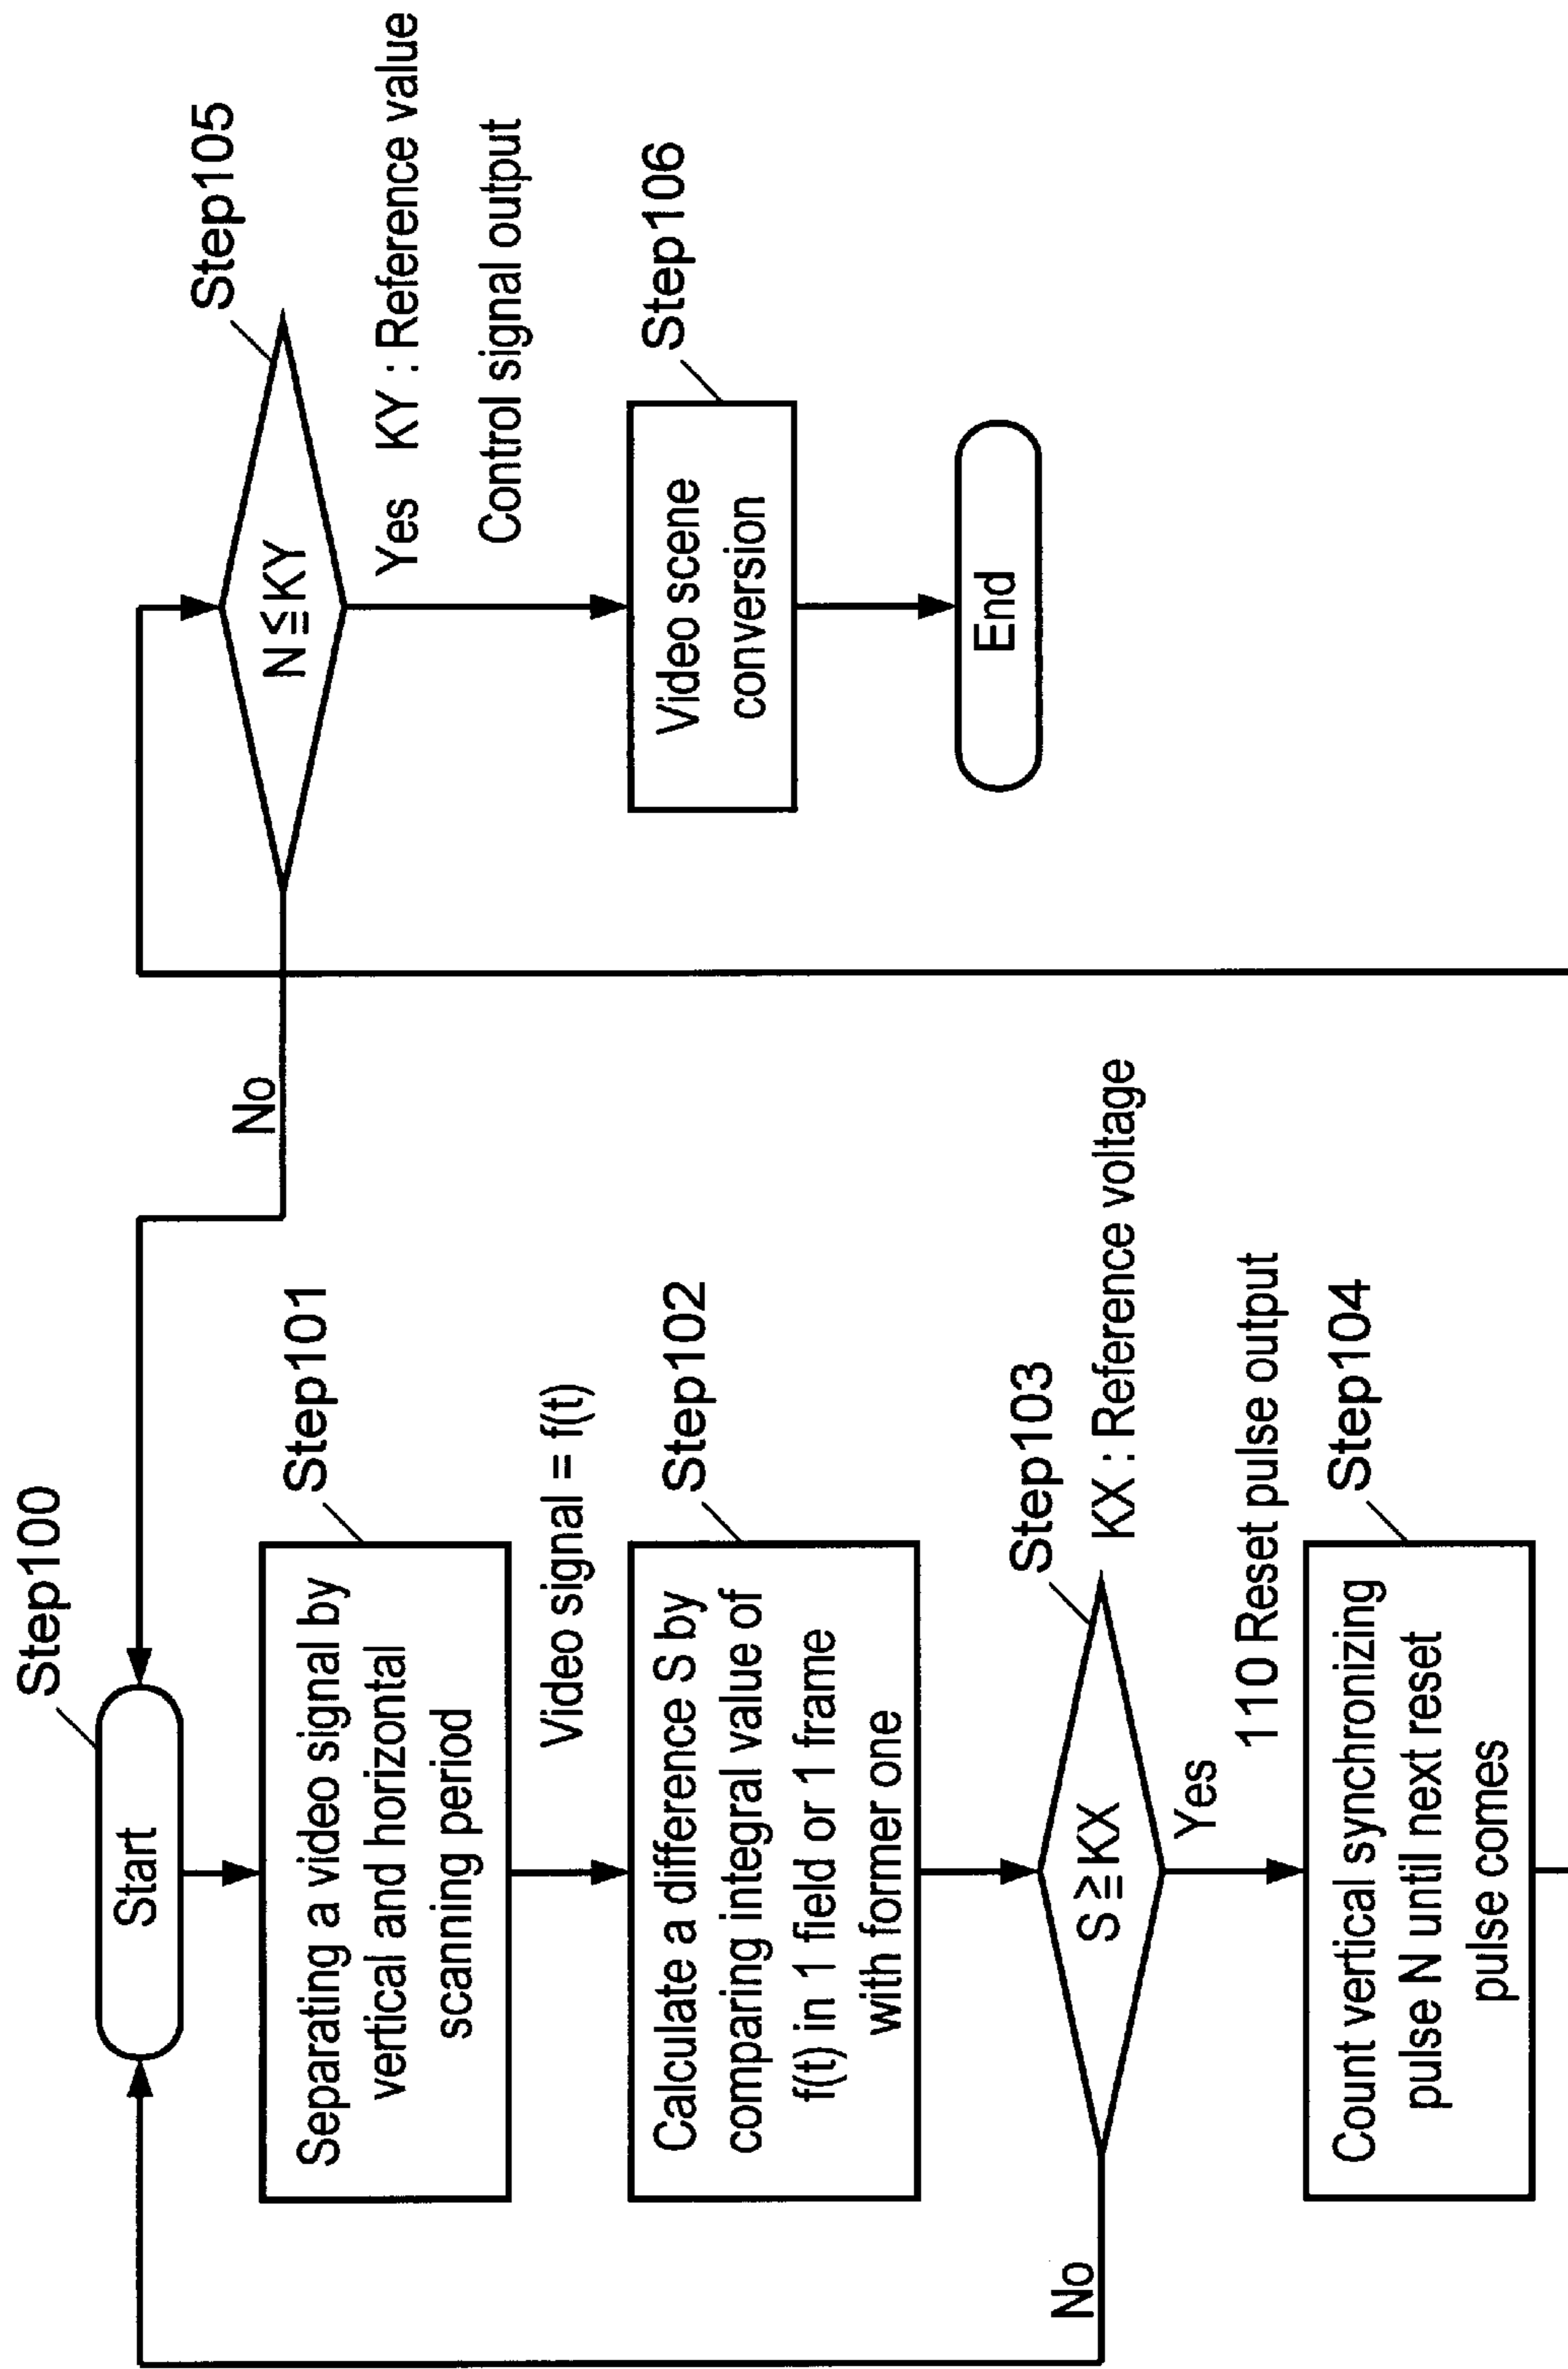 Step100
Start
Step101
Separating a video signal by
vertical and horizontal
scanning period
Video signal = f(t)
Step102
Calculate a difference S by
comparing integral value of
f(t) in 1 field or 1 frame
with former one
Step103
S ≧ KX
KX : Reference voltage
No
Yes
110 Reset pulse output
Step104
Count vertical synchronizing
pulse N until next reset
pulse comes
Step105
N ≦ KY
No
Yes KY : Reference value
Control signal output
Step106
Video scene
conversion
End